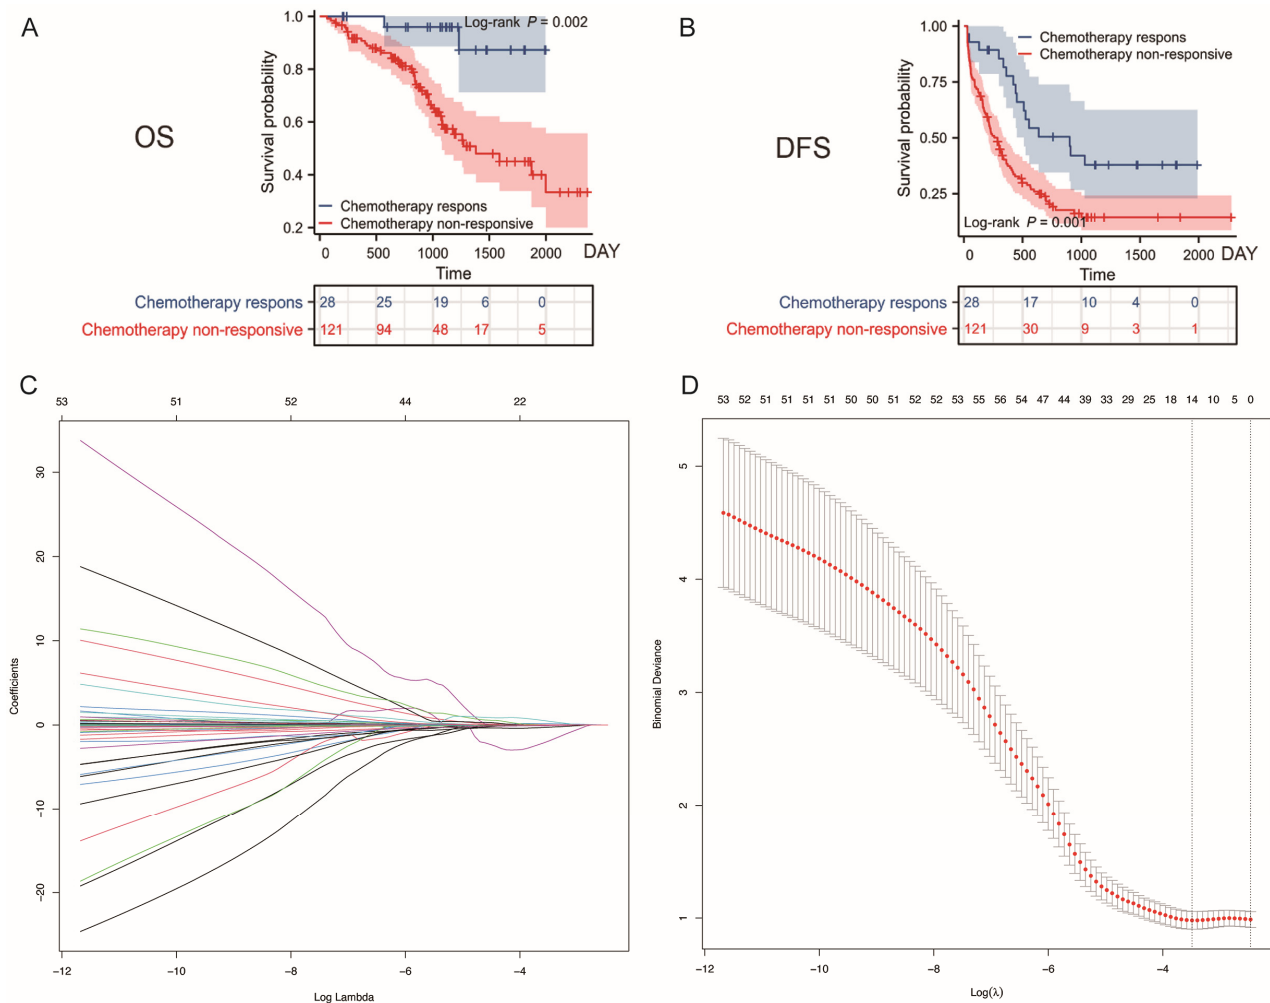 A
OS
Survival probability
1.0
0.8
0.6
0.4
0.2
Log-rank P = 0.002
Chemotherapy respons
Chemotherapy non-responsive
0 500 1000 1500 2000 DAY
Time
Chemotherapy respons 28 25 19 6 0
Chemotherapy non-responsive 121 94 48 17 5
B
DFS
Survival probability
1.00
0.75
0.50
0.25
Chemotherapy respons
Chemotherapy non-responsive
Log-rank P = 0.001
0 500 1000 1500 2000 DAY
Time
Chemotherapy respons 28 17 10 4 0
Chemotherapy non-responsive 121 30 9 3 1
C
53 51 52 44 22
Coefficients
30
20
10
0
−10
−20
−12 −10 −8 −6 −4
Log Lambda
D
53 52 51 51 51 51 50 50 51 52 52 53 55 56 54 47 44 39 33 29 25 18 14 10 5 0
Binomial Deviance
5
4
3
2
1
−12 −10 −8 −6 −4
Log(λ)